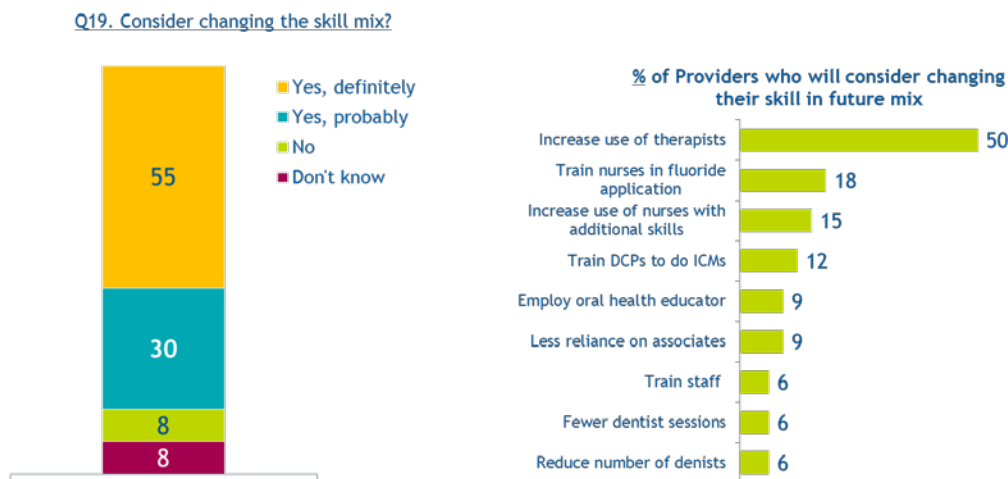 Q19. Consider changing the skill mix?
Yes, definitely
Yes, probably
No
Don't know
55
30
8
8
% of Providers who will consider changing
their skill in future mix
Increase use of therapists
50
Train nurses in fluoride
application
18
Increase use of nurses with
additional skills
15
Train DCPs to do ICMs
12
Employ oral health educator
9
Less reliance on associates
9
Train staff
6
Fewer dentist sessions
6
Reduce number of denists
6